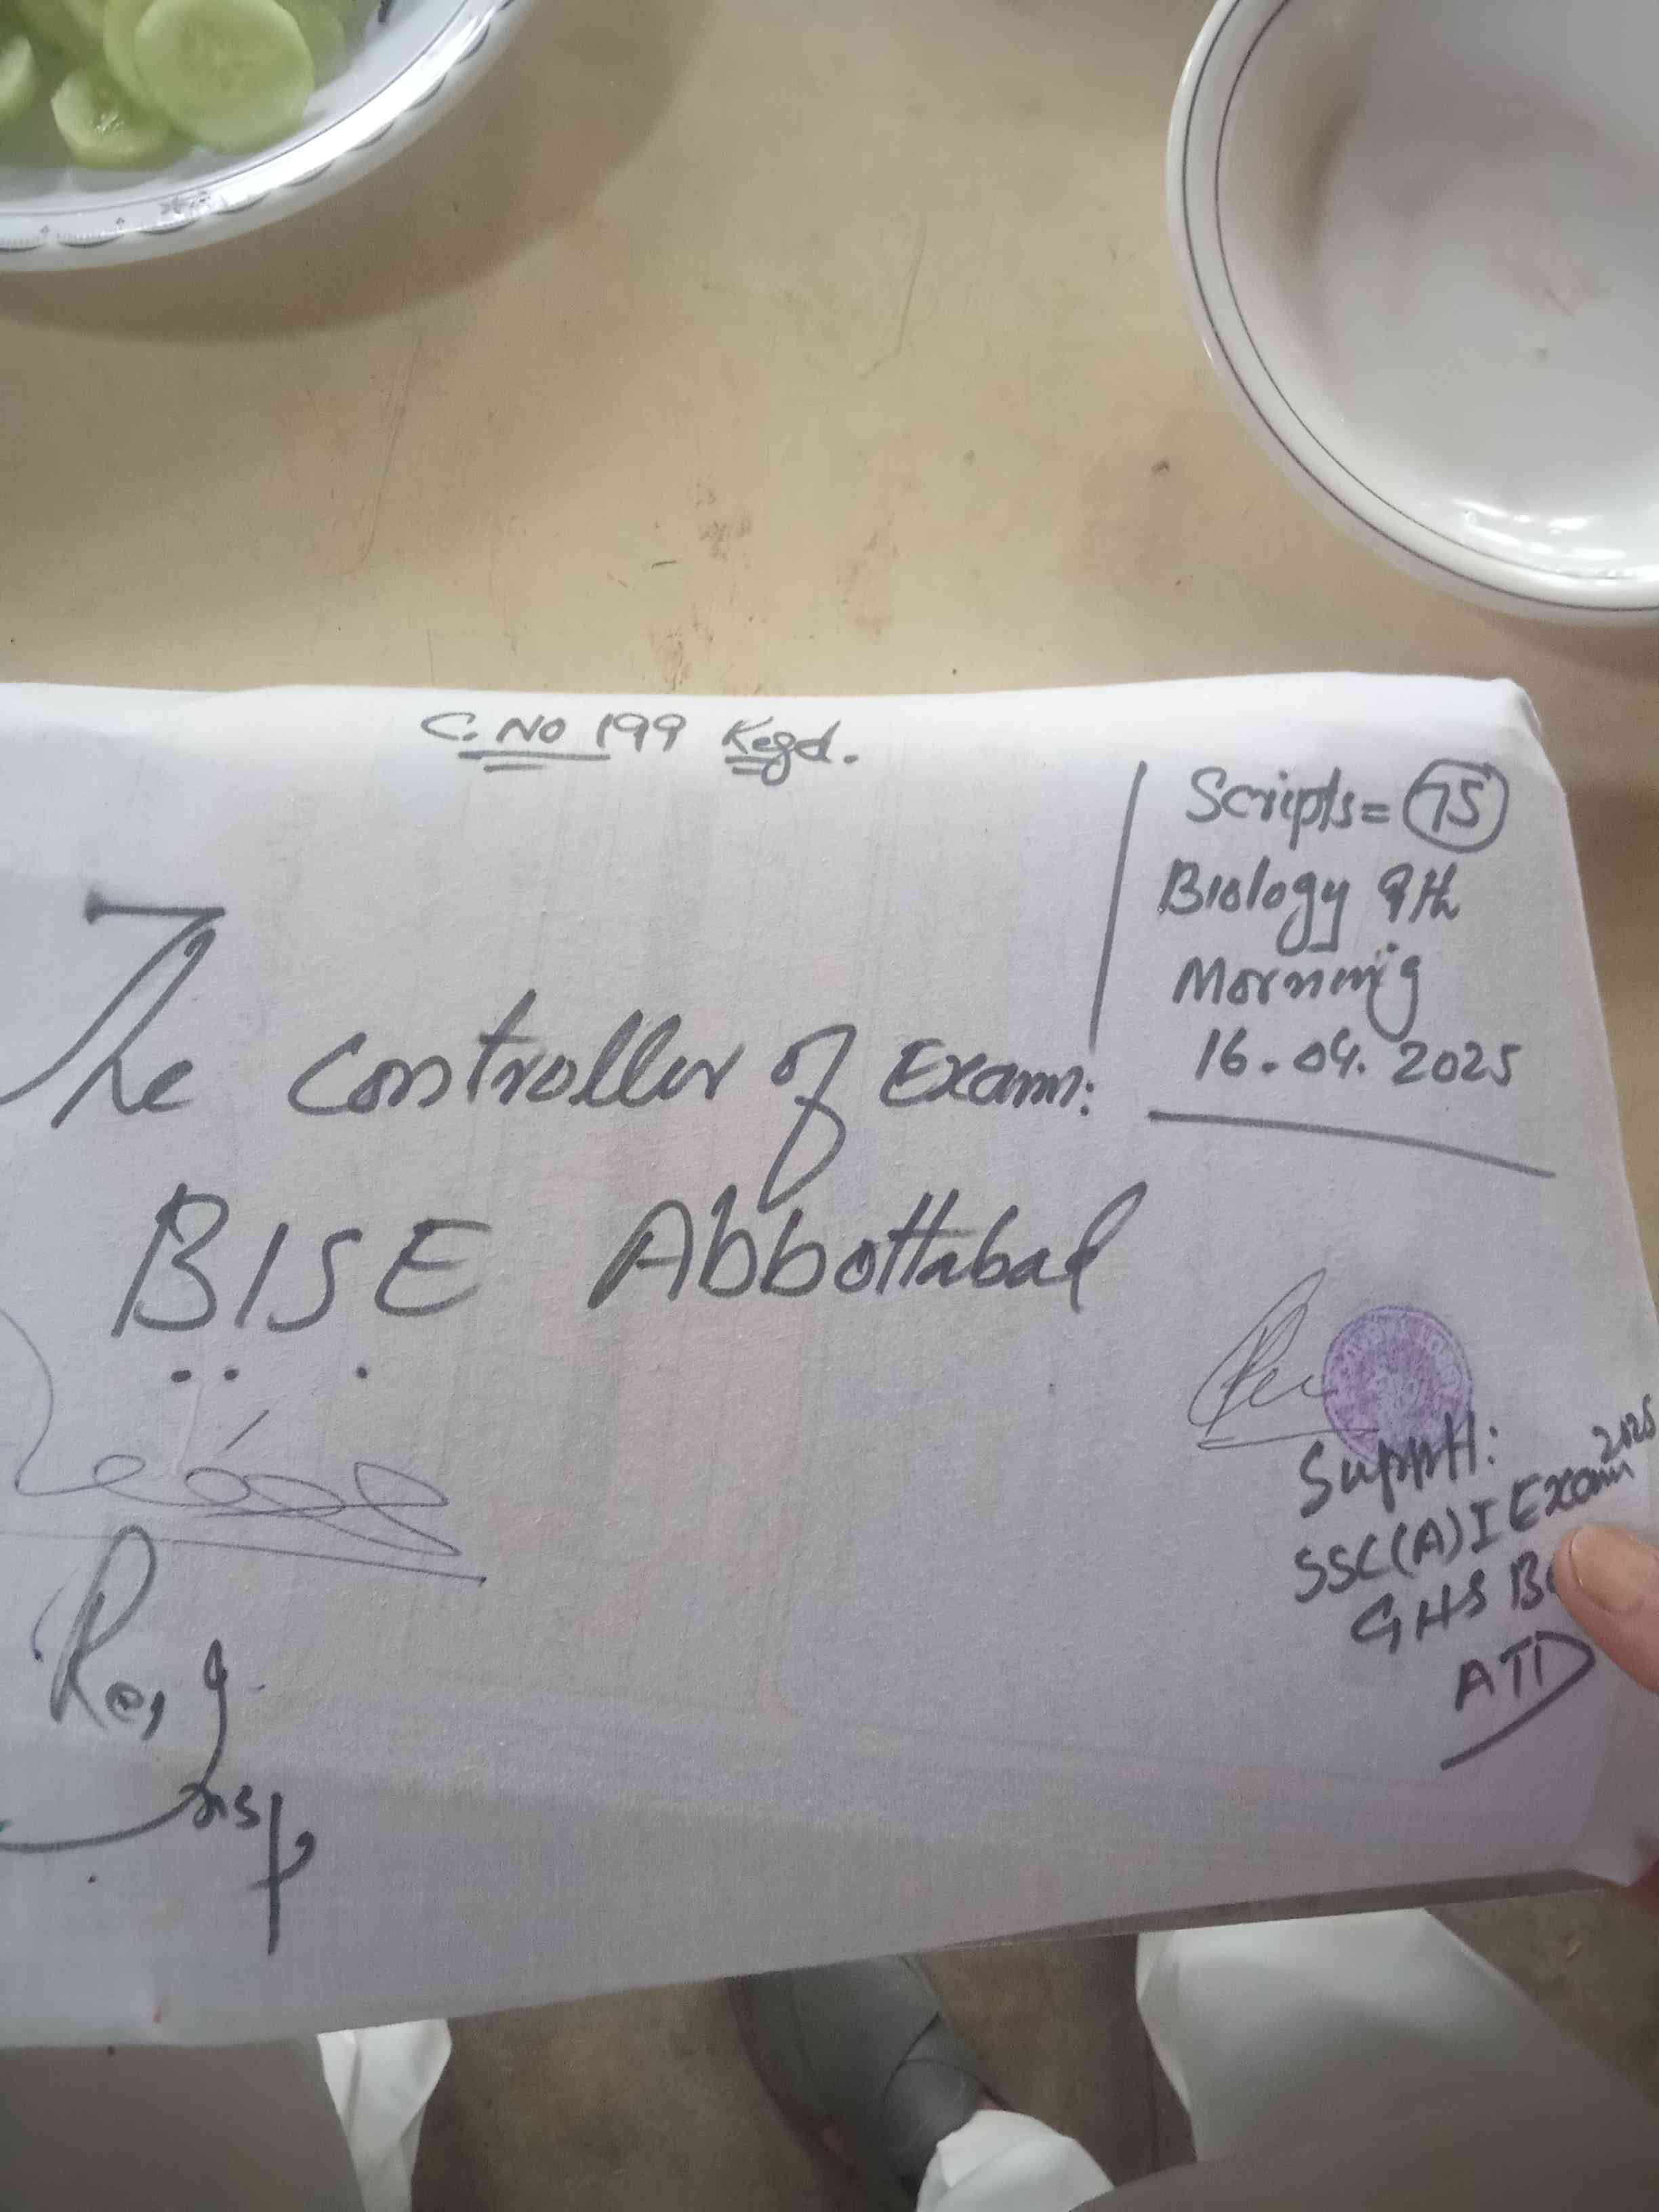 C. No 199 Regd.
Scripts = 75
Biology 9th
Morning
16.04.2025
The Controller of Exam:
BISE Abbottabad
Supptt:
SSC(A)I Exam 2025
GHS
ATD